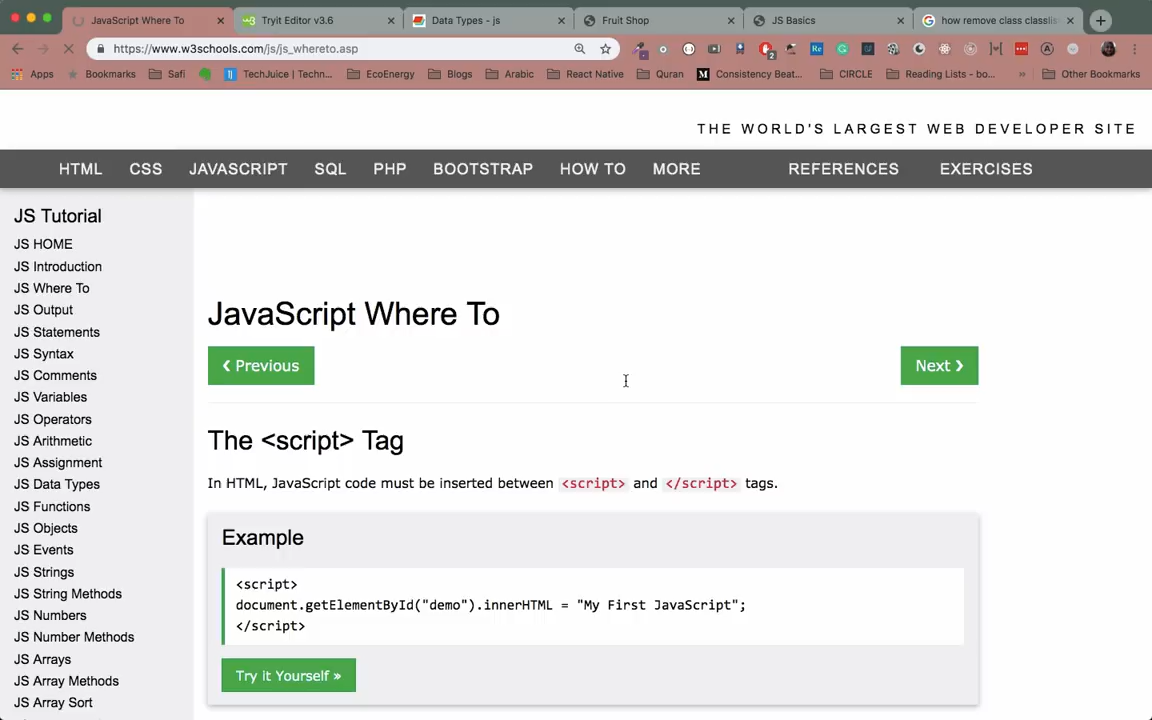 JavaScript Where To
Tryit Editor v3.6
Data Types - js
Fruit Shop
JS Basics
how remove class classlis
https://www.w3schools.com/js/js_whereto.asp
Apps
Bookmarks
Safi
TechJuice | Techn...
EcoEnergy
Blogs
Arabic
React Native
Quran
Consistency Beat...
CIRCLE
Reading Lists - bo...
»
Other Bookmarks
THE WORLD'S LARGEST WEB DEVELOPER SITE
HTML CSS JAVASCRIPT SQL PHP BOOTSTRAP HOW TO MORE REFERENCES EXERCISES
JS Tutorial
JS HOME
JS Introduction
JS Where To
JS Output
JS Statements
JS Syntax
JS Comments
JS Variables
JS Operators
JS Arithmetic
JS Assignment
JS Data Types
JS Functions
JS Objects
JS Events
JS Strings
JS String Methods
JS Numbers
JS Number Methods
JS Arrays
JS Array Methods
JS Array Sort
JavaScript Where To
❮ Previous
Next ❯
The <script> Tag
In HTML, JavaScript code must be inserted between <script> and </script> tags.
Example
<script>
document.getElementById("demo").innerHTML = "My First JavaScript";
</script>
Try it Yourself »